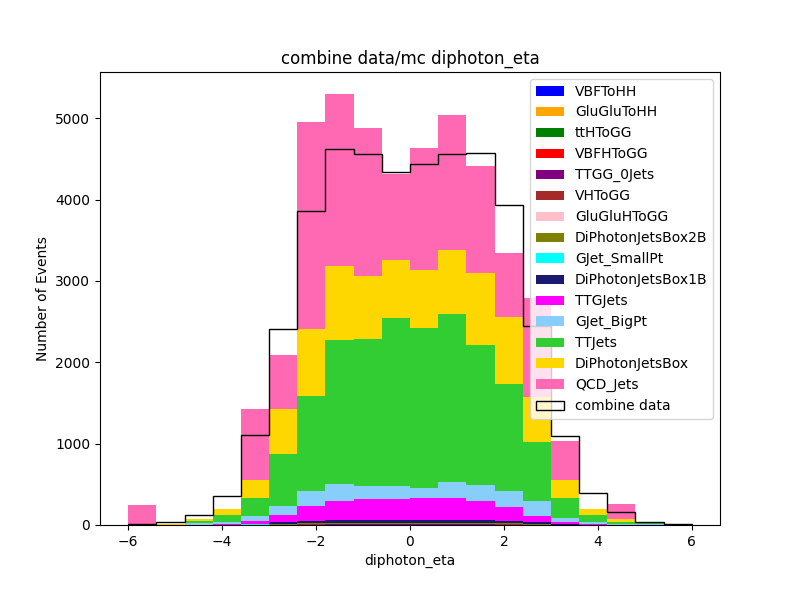 combine data/mc diphoton_eta
Number of Events
5000
4000
3000
2000
1000
0
−6
−4
−2
0
2
4
6
diphoton_eta
VBFToHH
GluGluToHH
ttHToGG
VBFHToGG
TTGG_0Jets
VHToGG
GluGluHToGG
DiPhotonJetsBox2B
GJet_SmallPt
DiPhotonJetsBox1B
TTGJets
GJet_BigPt
TTJets
DiPhotonJetsBox
QCD_Jets
combine data